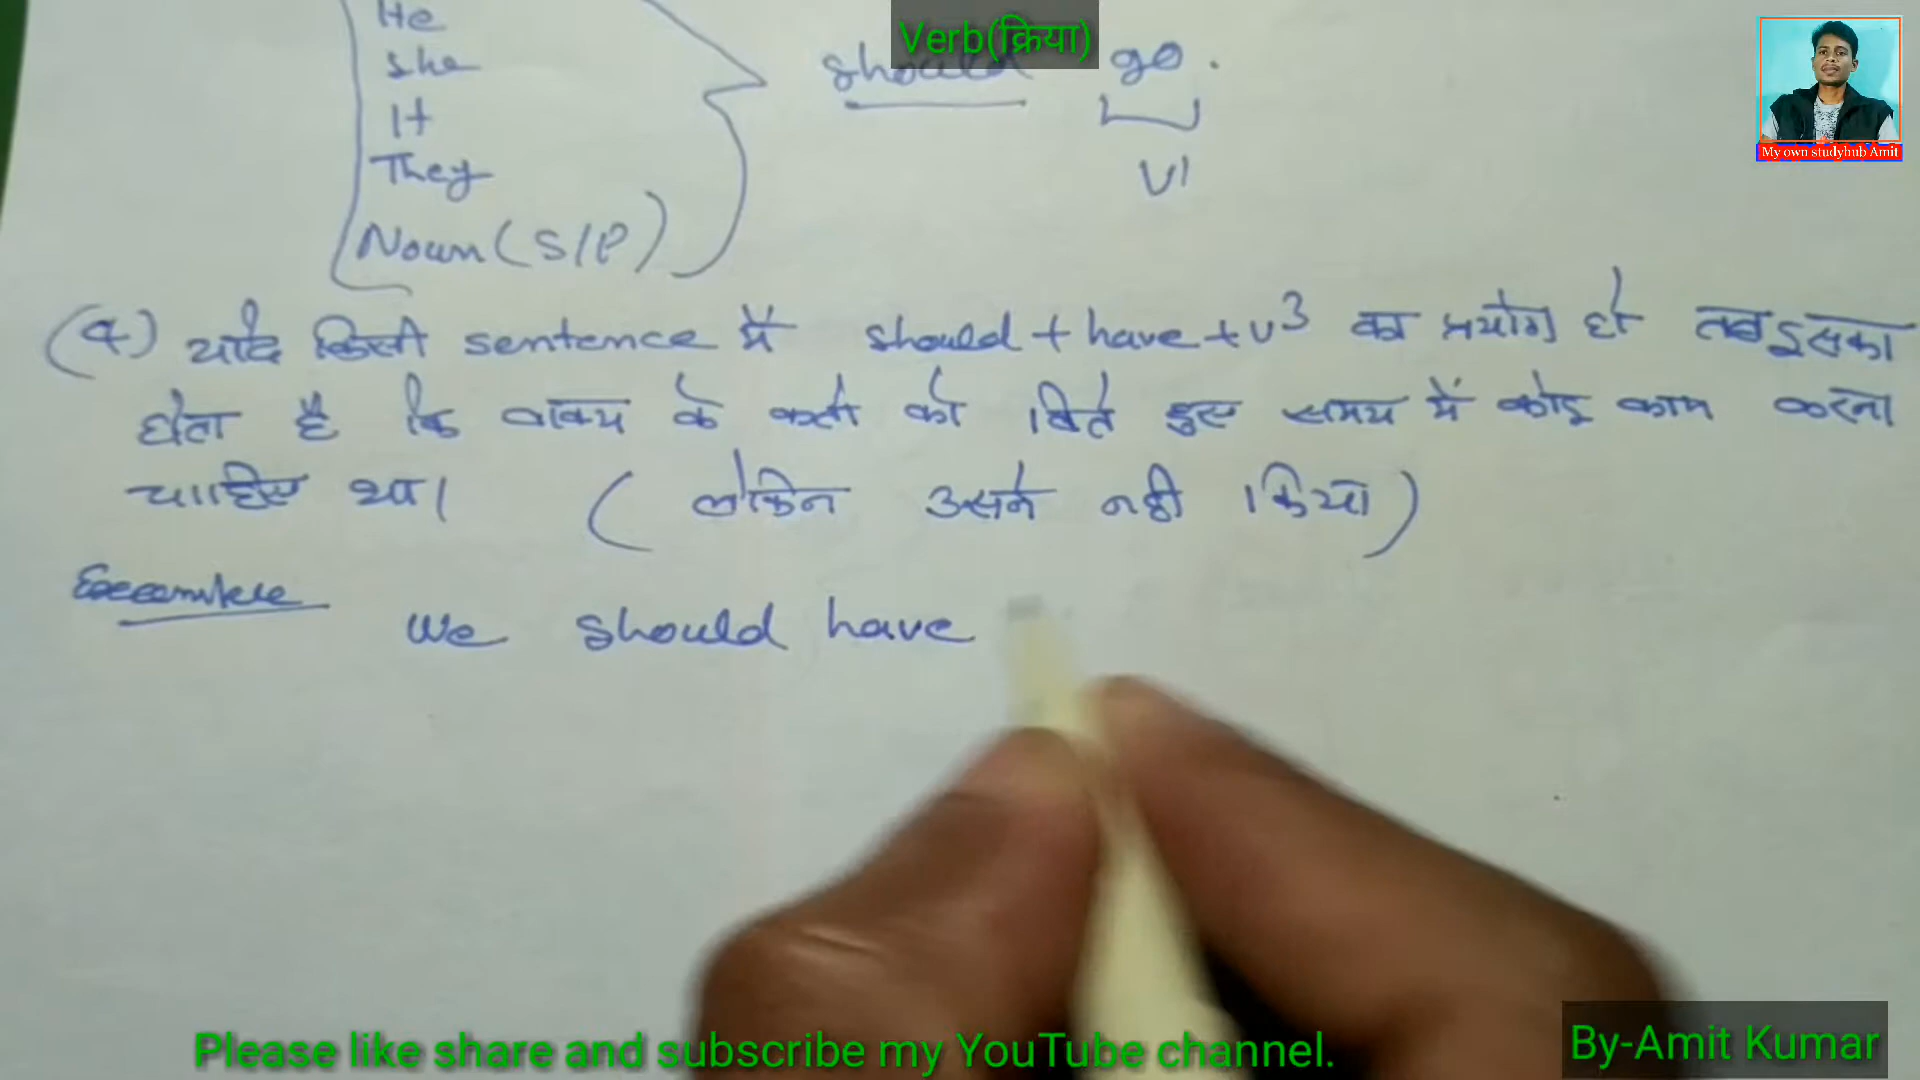 Verb(क्रिया)
He
She
It
They
Noun (S/P)
should go.
V1
My own studyhub Amit
(4) यदि किसी sentence में should + have + v3 का प्रयोग हो तब इसका
होता है कि वाक्य के कर्ता को बिते हुए समय में कोइ काम करना
चाहिए था।
( लेकिन उसने नही किया )
Example
We should have
Please like share and subscribe my YouTube channel.
By-Amit Kumar